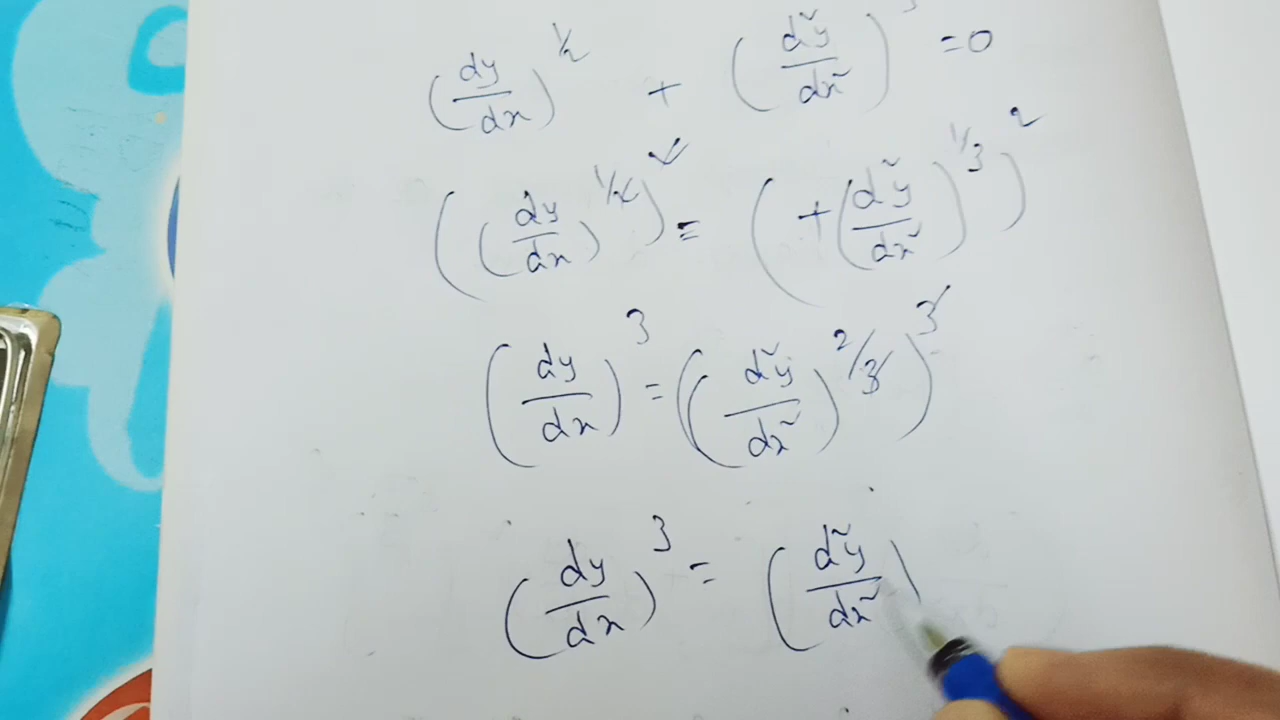 (dy/dx)^1/2 + (d²y/dx²) =0
((dy/dx)^1/2)^2 = (+(d²y/dx²)^1/3)^2
(dy/dx)^3 = ((d²y/dx²)^2/3)^3
(dy/dx)^3 = (d²y/dx²)